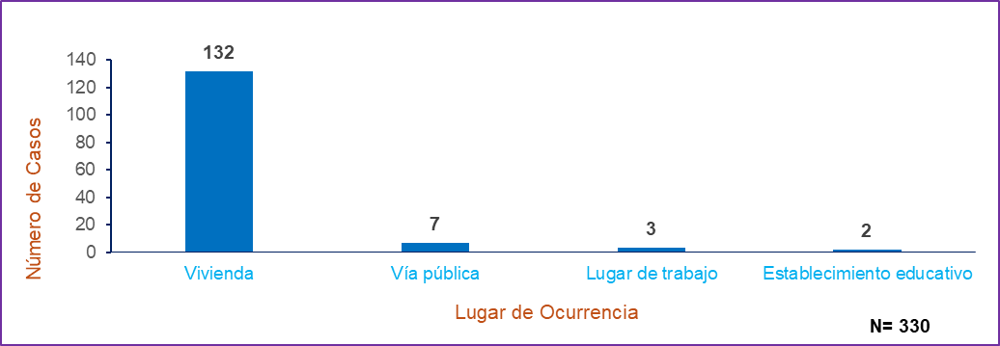 132
140
120
100
80
60
40
20
0
7
3
2
Número de Casos
Vivienda
Vía pública
Lugar de trabajo
Establecimiento educativo
Lugar de Ocurrencia
N= 330